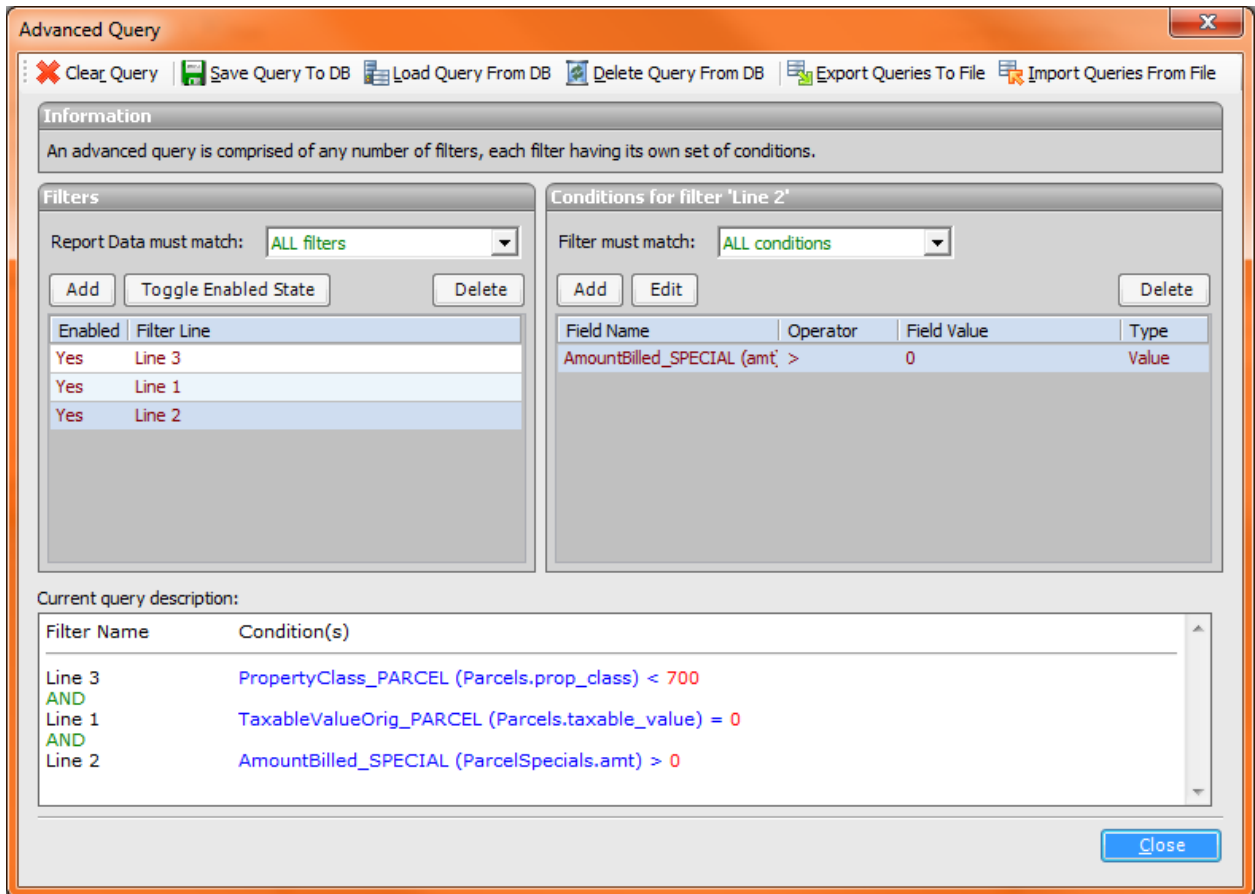 Advanced Query
x
Clear Query Save Query To DB Load Query From DB Delete Query From DB Export Queries To File Import Queries From File
Information
An advanced query is comprised of any number of filters, each filter having its own set of conditions.
Filters
Report Data must match: ALL filters
Add Toggle Enabled State Delete
Enabled Filter Line
Yes Line 3
Yes Line 1
Yes Line 2
Conditions for filter 'Line 2'
Filter must match: ALL conditions
Add Edit Delete
Field Name Operator Field Value Type
AmountBilled_SPECIAL (amt) > 0 Value
Current query description:
Filter Name Condition(s)
Line 3 PropertyClass_PARCEL (Parcels.prop_class) < 700
AND
Line 1 TaxableValueOrig_PARCEL (Parcels.taxable_value) = 0
AND
Line 2 AmountBilled_SPECIAL (ParcelSpecials.amt) > 0
Close